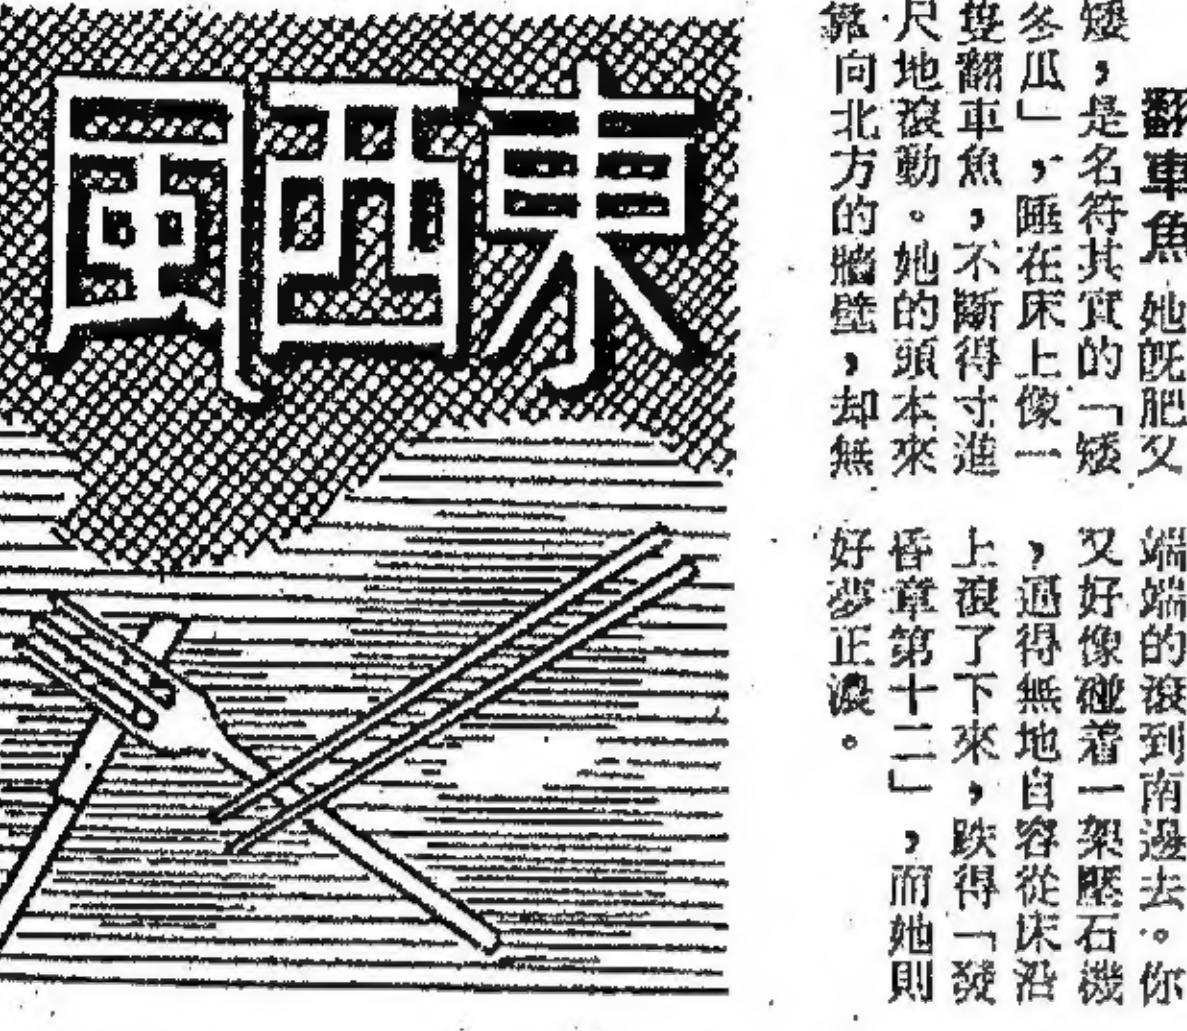 東西風
翻車魚 她旣肥又
矮，是名符其實的「矮
冬瓜」，睡在床上像一
隻翻車魚，不斷得寸進
尺地滾動。她的頭本來
靠向北方的牆壁，却無
端端的滾到南邊去。你
又好像碰着一架壓石機
，逼得無地自容從床沿
上滾了下來，跌得「發
昏章第十二」，而她則
好夢正濃。